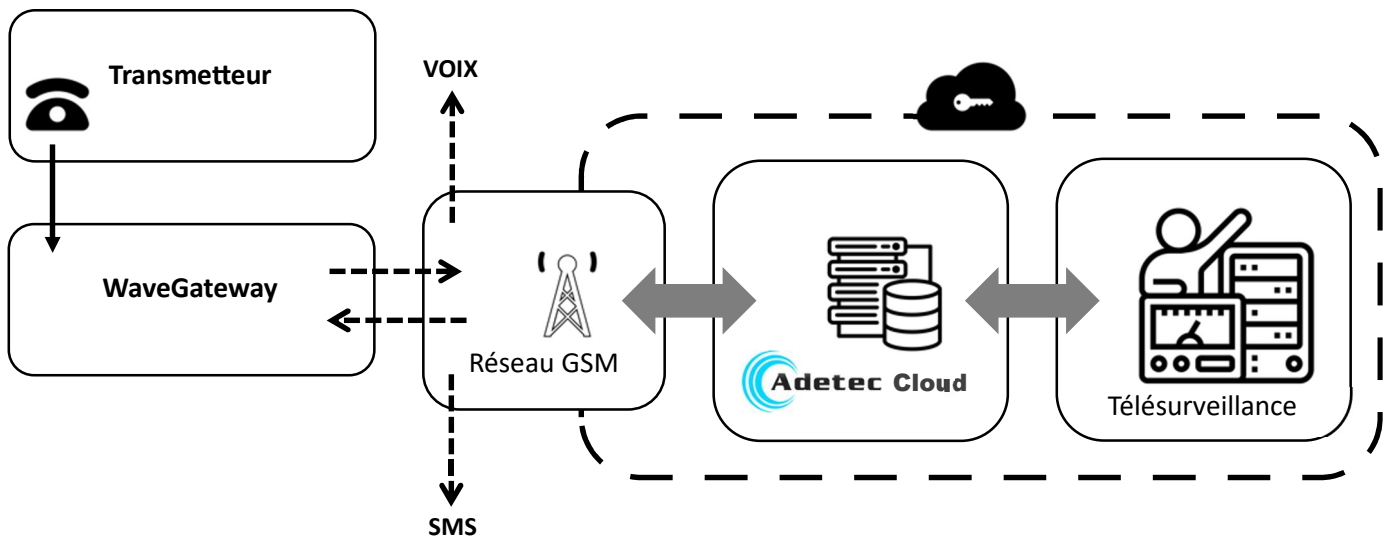 Transmetteur
VOIX
WaveGateway
Réseau GSM
Adetec Cloud
Télésurveillance
SMS